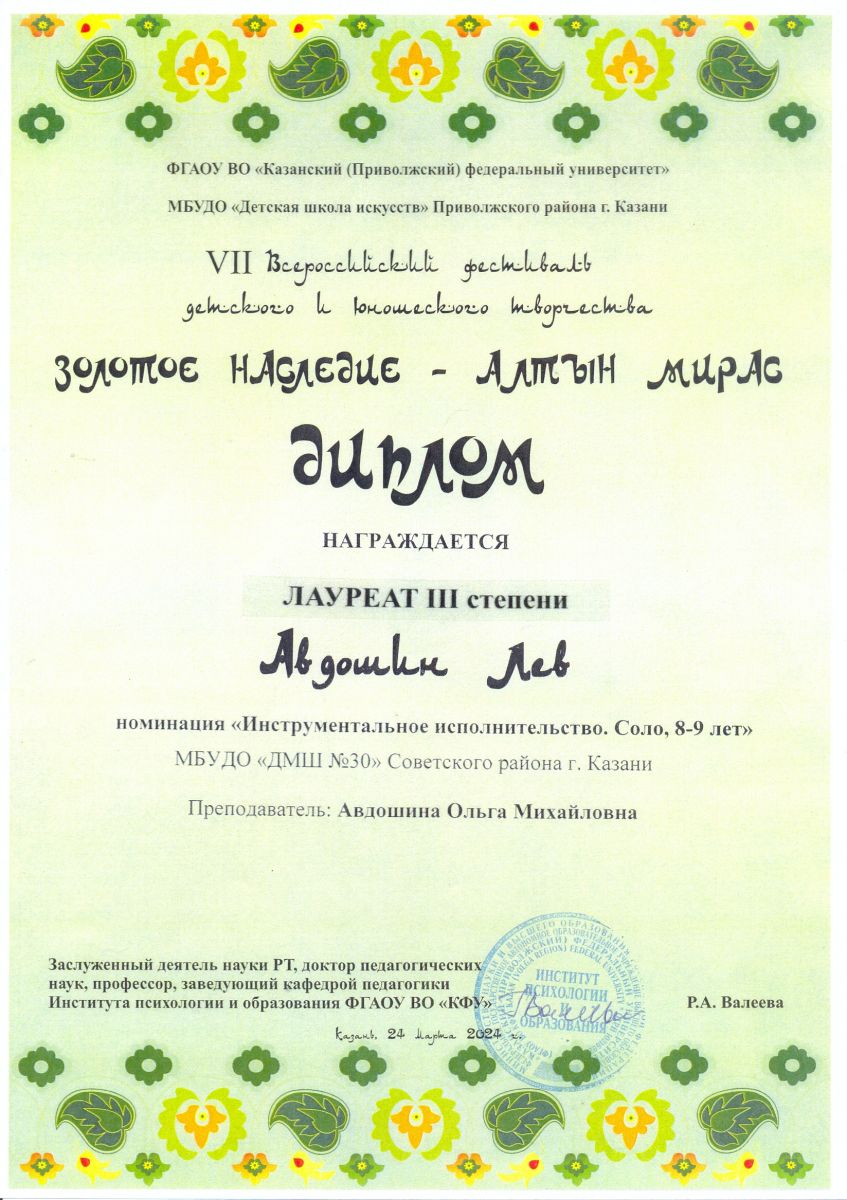 ФГАОУ ВО «Казанский (Приволжский) федеральный университет»
МБУДО «Детская школа искусств» Приволжского района г. Казани
VII Всероссийский фестиваль
детского и юношеского творчества
ЗОЛОТОЕ НАСЛЕДИЕ - АЛТЫН МИРАС
ДИПЛОМ
НАГРАЖДАЕТСЯ
ЛАУРЕАТ III степени
Авдошин Лев
номинация «Инструментальное исполнительство. Соло, 8-9 лет»
МБУДО «ДМШ №30» Советского района г. Казани
Преподаватель: Авдошина Ольга Михайловна
Заслуженный деятель науки РТ, доктор педагогических
наук, профессор, заведующий кафедрой педагогики
Института психологии и образования ФГАОУ ВО «КФУ»
Р.А. Валеева
ИНСТИТУТ
ПСИХОЛОГИИ
И
ОБРАЗОВАНИЯ
Казань, 24 марта 2024 г.